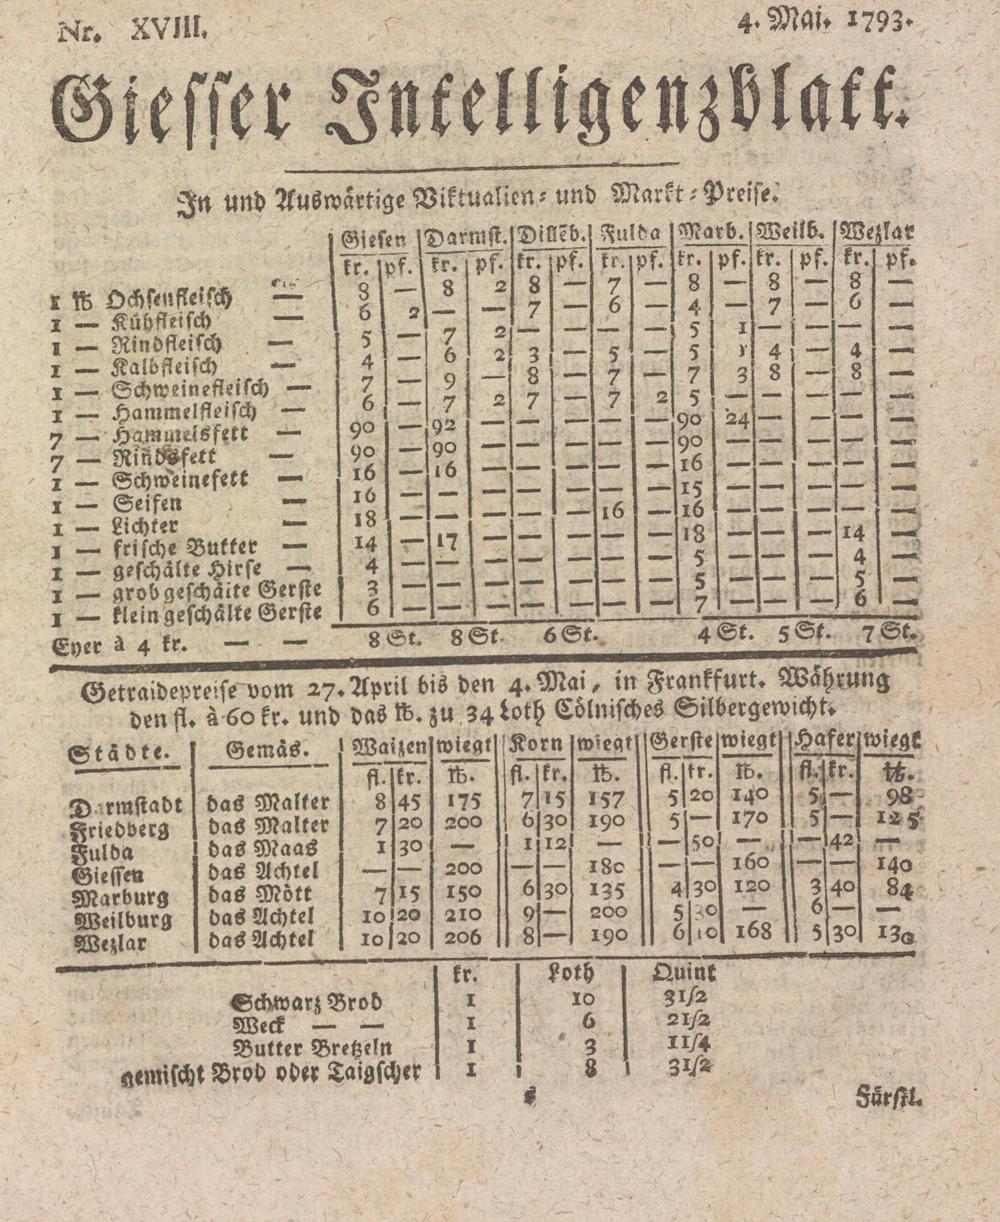 Nr. XVIII. 4. Mai. 1793.
Giesser Intelligenzblatt.
In und Auswärtige Viktualien- und Markt-Preise.
Giesen Darmst. Dillēb. Fulda Marb. Weilb. Wezlar
kr. pf. kr. pf. kr. pf. kr. pf. kr. pf. kr. pf. kr. pf.
1 ℔ Ochsenfleisch — 8 — 8 2 8 — 7 — 8 — 8 — 8 —
1 — Kühfleisch — 6 2 — — 7 — 6 — 4 — 7 — 6 —
1 — Rindfleisch — 5 — 7 2 — — — — 5 1 — — — —
1 — Kalbfleisch — 4 — 6 2 3 — 5 — 5 1 4 — 4 —
1 — Schweinefleisch — 7 — 9 — 8 — 7 — 7 3 8 — 8 —
1 — Hammelfleisch — 6 — 7 2 7 — 7 2 5 — — — — —
7 — Hammelsfett — 90 — 92 — — — — — 90 24 — — — —
7 — Rindsfett — 90 — 90 — — — — — 90 — — — — —
1 — Schweinefett — 16 — 16 — — — — — 16 — — — — —
1 — Seifen — 16 — — — — — — — 15 — — — — —
1 — Lichter — 18 — — — — — 16 — 16 — — — — —
1 — frische Butter — 14 — 17 — — — — — 18 — — — 14 —
1 — geschälte Hirse — 4 — — — — — — — 5 — — — 4 —
1 — grob geschälte Gerste 3 — — — — — — — 5 — — — 5 —
1 — klein geschälte Gerste 6 — — — — — — — 7 — — — 6 —
Eyer à 4 kr. — — 8 St. 8 St. 6 St. 4 St. 5 St. 7 St.
Getraidepreise vom 27. April bis den 4. Mai, in Frankfurt. Währung
den fl. à 60 kr. und das ℔. zu 34 Loth Cölnisches Silbergewicht.
Städte. Gemäs. Waizen wiegt Korn wiegt Gerste wiegt Hafer wiegt
fl. kr. ℔. fl. kr. ℔. fl. kr. ℔. fl. kr. ℔.
Darmstadt das Malter 8 45 175 7 15 157 5 20 140 5 — 98
Friedberg das Malter 7 20 200 6 30 190 5 — 170 5 — 125
Fulda das Maas 1 30 — 1 12 — — 50 — — 42 —
Giessen das Achtel — — 200 — — 180 — — 160 — — 140
Marburg das Mött 7 15 150 6 30 135 4 30 120 3 40 84
Weilburg das Achtel 10 20 210 9 — 200 5 30 — 6 — —
Wezlar das Achtel 10 20 206 8 — 190 6 10 168 5 30 130
kr. Loth Quint
Schwarz Brod 1 10 3 1/2
Weck — — 1 6 2 1/2
Butter Bretzeln 1 3 1 1/4
gemischt Brod oder Taigscher 1 8 3 1/2
Fürstl.